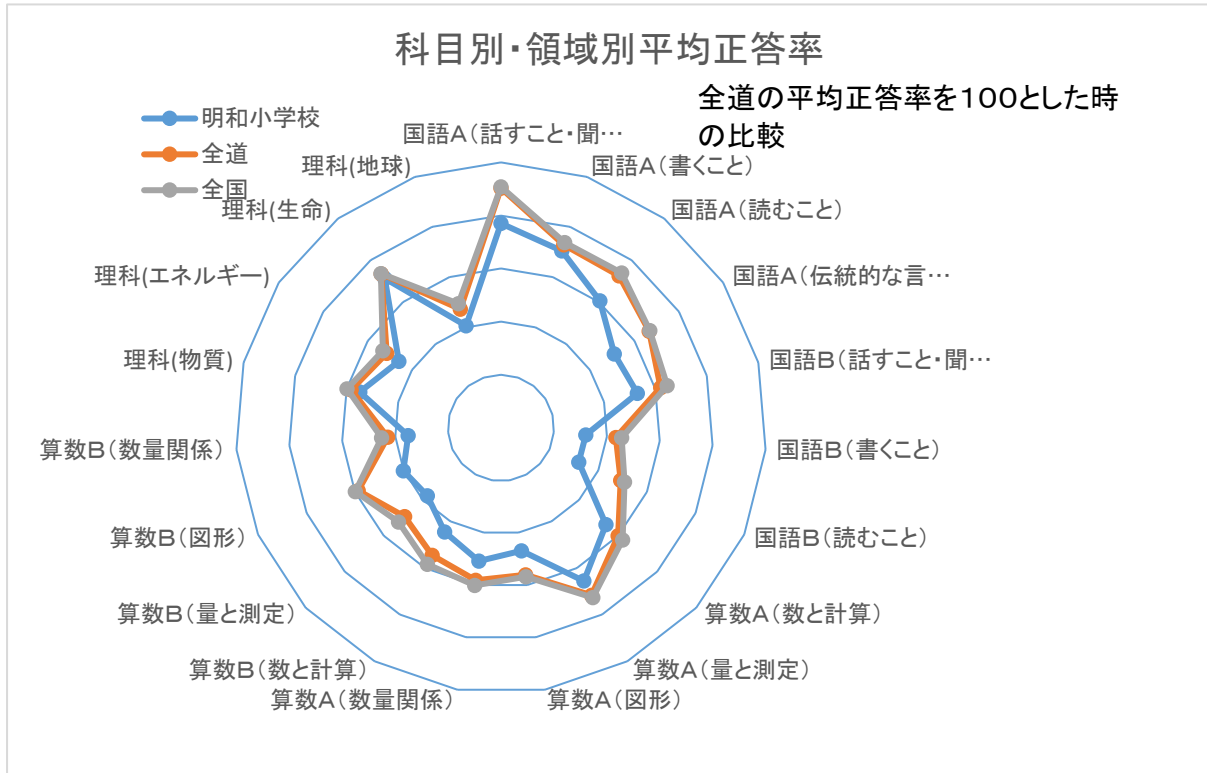 科目別・領域別平均正答率
全道の平均正答率を100とした時
の比較
明和小学校
全道
全国
国語A（話すこと・聞…
国語A（書くこと）
国語A（読むこと）
国語A（伝統的な言…
国語B（話すこと・聞…
国語B（書くこと）
国語B（読むこと）
算数A（数と計算）
算数A（量と測定）
算数A（図形）
算数A（数量関係）
算数B（数と計算）
算数B（量と測定）
算数B（図形）
算数B（数量関係）
理科(物質)
理科(エネルギー)
理科(生命)
理科(地球)